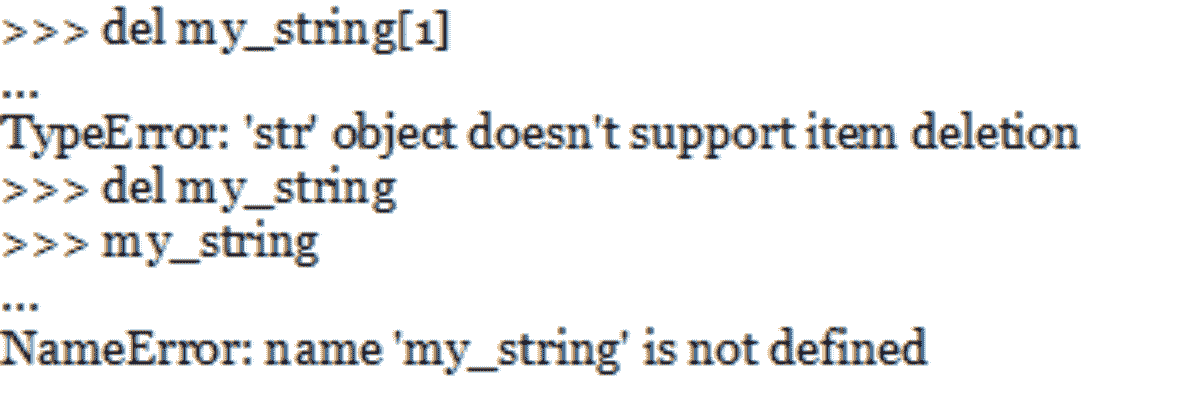 >>> del my_string[1]
...
TypeError: 'str' object doesn't support item deletion
>>> del my_string
>>> my_string
...
NameError: name 'my_string' is not defined